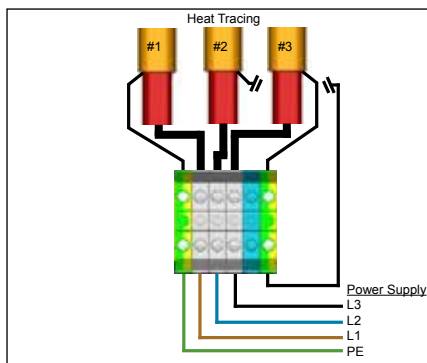 Heat Tracing
#1
#2
#3
Power Supply
L3
L2
L1
PE